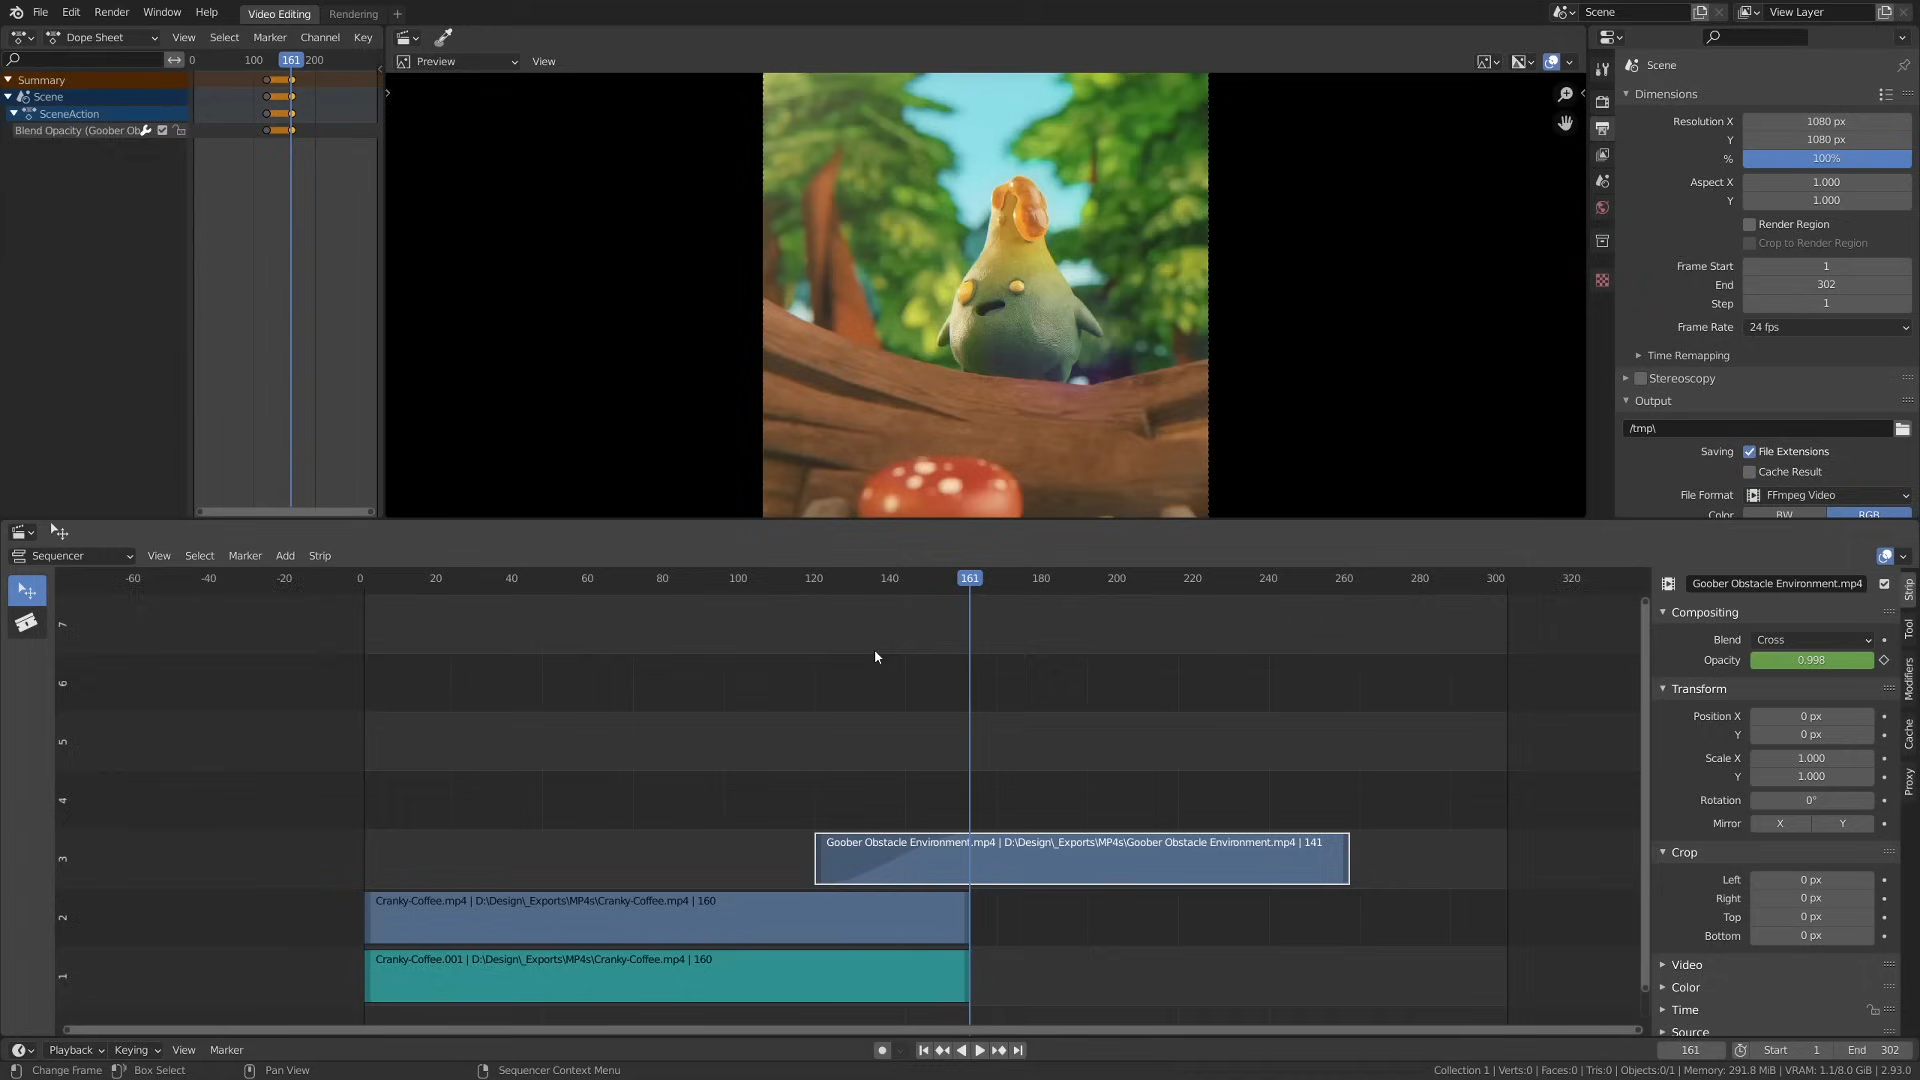 File Edit Render Window Help Video Editing Rendering + Scene View Layer
Dope Sheet View Select Marker Channel Key
0 100 161 200
Summary
Scene
SceneAction
Blend Opacity (Goober Ob
Preview View
Scene
Dimensions
Resolution X 1080 px
Y 1080 px
% 100%
Aspect X 1.000
Y 1.000
Render Region
Crop to Render Region
Frame Start 1
End 302
Step 1
Frame Rate 24 fps
Time Remapping
Stereoscopy
Output
/tmp\
Saving File Extensions
Cache Result
File Format FFmpeg Video
Color BW RGB
Sequencer View Select Marker Add Strip
-60 -40 -20 0 20 40 60 80 100 120 140 161 180 200 220 240 260 280 300 320
7
6
5
4
3
2
1
Goober Obstacle Environment.mp4 | D:\Design\_Exports\MP4s\Goober Obstacle Environment.mp4 | 141
Cranky-Coffee.mp4 | D:\Design\_Exports\MP4s\Cranky-Coffee.mp4 | 160
Cranky-Coffee.001 | D:\Design\_Exports\MP4s\Cranky-Coffee.mp4 | 160
Goober Obstacle Environment.mp4
Compositing
Blend Cross
Opacity 0.998
Transform
Position X 0 px
Y 0 px
Scale X 1.000
Y 1.000
Rotation 0°
Mirror X Y
Crop
Left 0 px
Right 0 px
Top 0 px
Bottom 0 px
Video
Color
Time
Source
Strip
Tool
Modifiers
Cache
Proxy
Playback Keying View Marker 161 Start 1 End 302
Change Frame Box Select Pan View Sequencer Context Menu Collection 1 | Verts:0 | Faces:0 | Tris:0 | Objects:0/1 | Memory: 291.8 MiB | VRAM: 1.1/8.0 GiB | 2.93.0